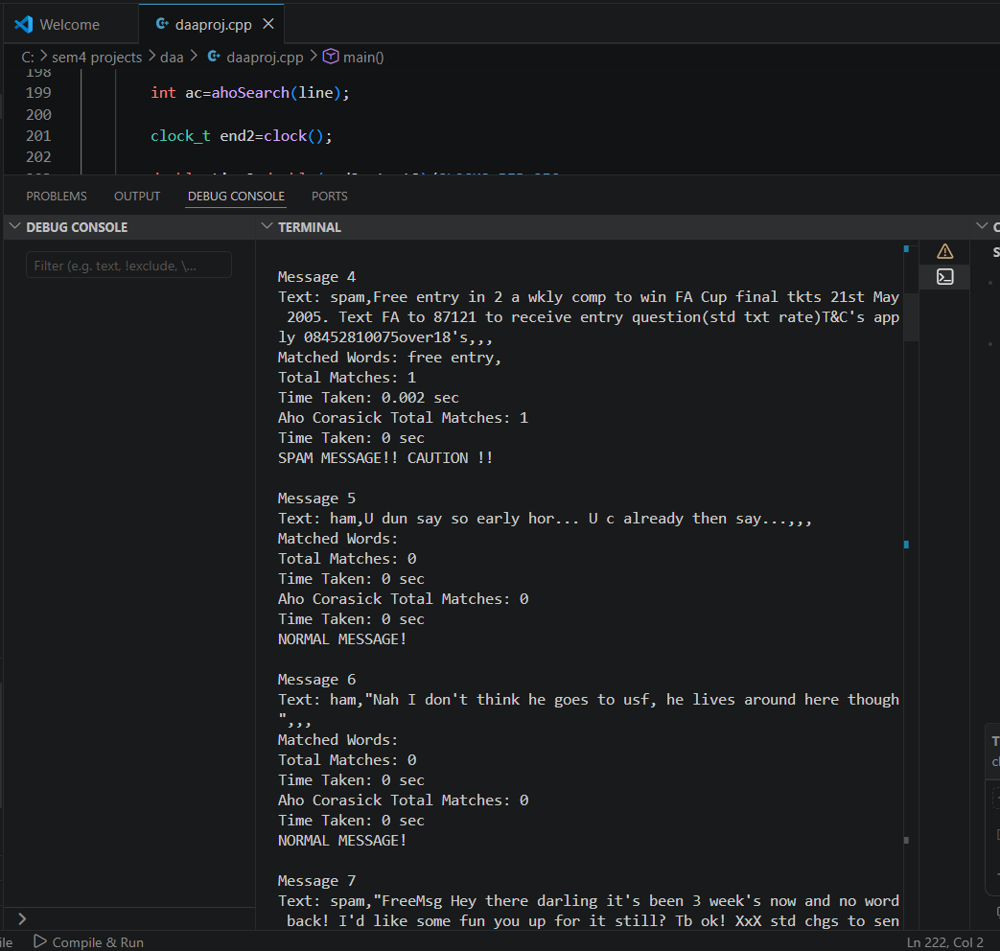 Welcome
daaproj.cpp
C: > sem4 projects > daa > daaproj.cpp > main()
198
199 int ac=ahoSearch(line);
200
201 clock_t end2=clock();
202
PROBLEMS OUTPUT DEBUG CONSOLE PORTS
DEBUG CONSOLE
Filter (e.g. text, !exclude, \...
TERMINAL
Message 4
Text: spam,Free entry in 2 a wkly comp to win FA Cup final tkts 21st May
2005. Text FA to 87121 to receive entry question(std txt rate)T&C's app
ly 08452810075over18's,,,
Matched Words: free entry,
Total Matches: 1
Time Taken: 0.002 sec
Aho Corasick Total Matches: 1
Time Taken: 0 sec
SPAM MESSAGE!! CAUTION !!
Message 5
Text: ham,U dun say so early hor... U c already then say...,,,
Matched Words:
Total Matches: 0
Time Taken: 0 sec
Aho Corasick Total Matches: 0
Time Taken: 0 sec
NORMAL MESSAGE!
Message 6
Text: ham,"Nah I don't think he goes to usf, he lives around here though
",,,
Matched Words:
Total Matches: 0
Time Taken: 0 sec
Aho Corasick Total Matches: 0
Time Taken: 0 sec
NORMAL MESSAGE!
Message 7
Text: spam,"FreeMsg Hey there darling it's been 3 week's now and no word
back! I'd like some fun you up for it still? Tb ok! XxX std chgs to sen
Compile & Run
Ln 222, Col 2